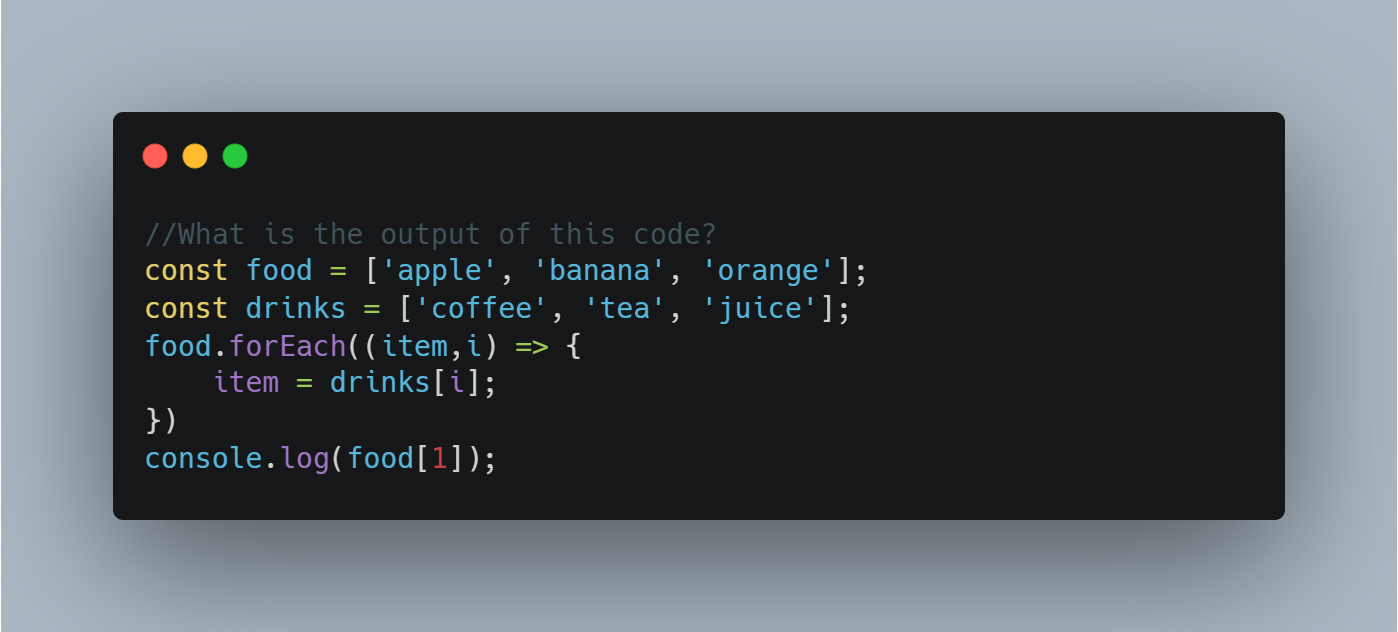 //What is the output of this code?
const food = ['apple', 'banana', 'orange'];
const drinks = ['coffee', 'tea', 'juice'];
food.forEach((item,i) => {
    item = drinks[i];
})
console.log(food[1]);